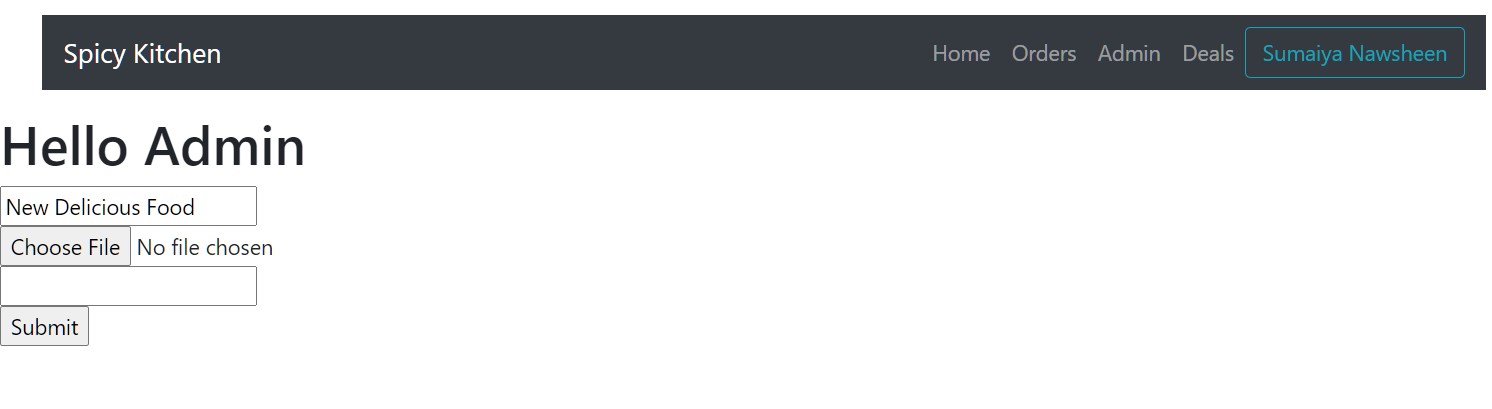 Spicy Kitchen Home Orders Admin Deals Sumaiya Nawsheen
Hello Admin
New Delicious Food
Choose File No file chosen
Submit